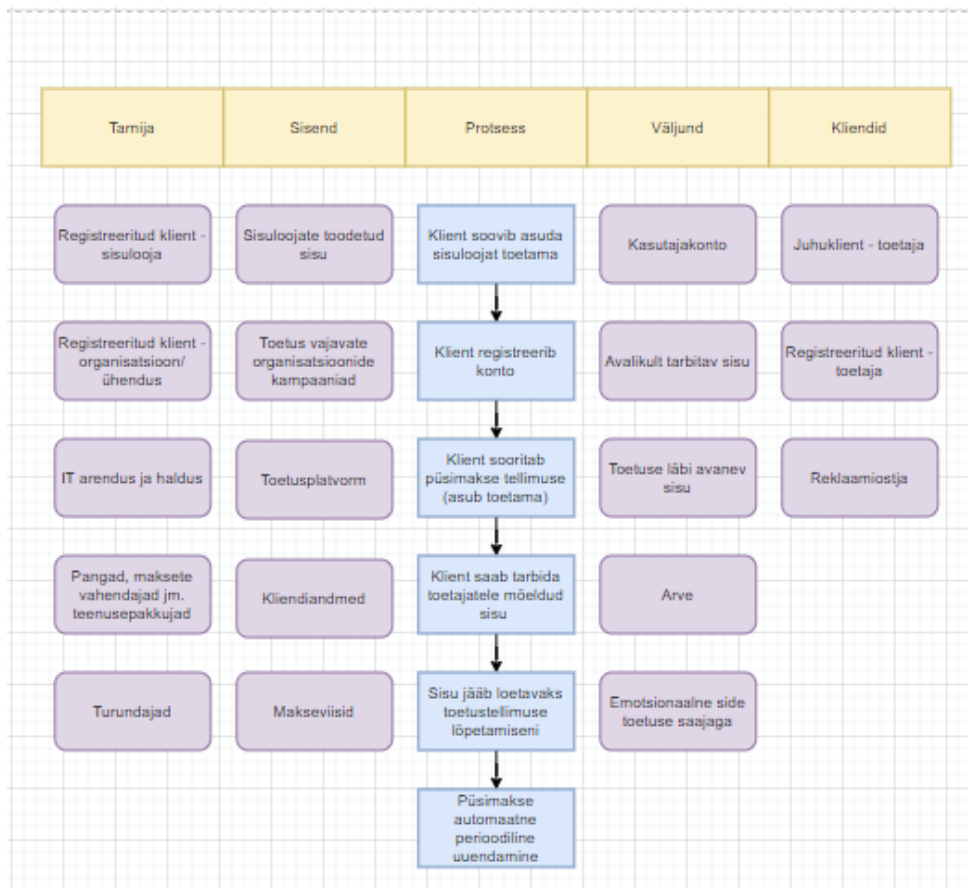 Tarnija
Sisend
Protsess
Väljund
Kliendid
Registreeritud klient -
sisulooja
Sisuloojate toodetud
sisu
Klient soovib asuda
sisuloojat toetama
Kasutajakonto
Juhuklient - toetaja
Registreeritud klient -
organisatsioon/
ühendus
Toetus vajavate
organisatsioonide
kampaaniad
Klient registreerib
konto
Avalikult tarbitav sisu
Registreeritud klient -
toetaja
IT arendus ja haldus
Toetusplatvorm
Klient sooritab
püsimakse tellimuse
(asub toetama)
Toetuse läbi avanev
sisu
Reklaamiostja
Pangad, maksete
vahendajad jm.
teenusepakkujad
Kliendiandmed
Klient saab tarbida
toetajatele mõeldud
sisu
Arve
Turundajad
Makseviisid
Sisu jääb loetavaks
toetustellimuse
lõpetamiseni
Emotsionaalne side
toetuse saajaga
Püsimakse
automaatne
perioodiline
uuendamine